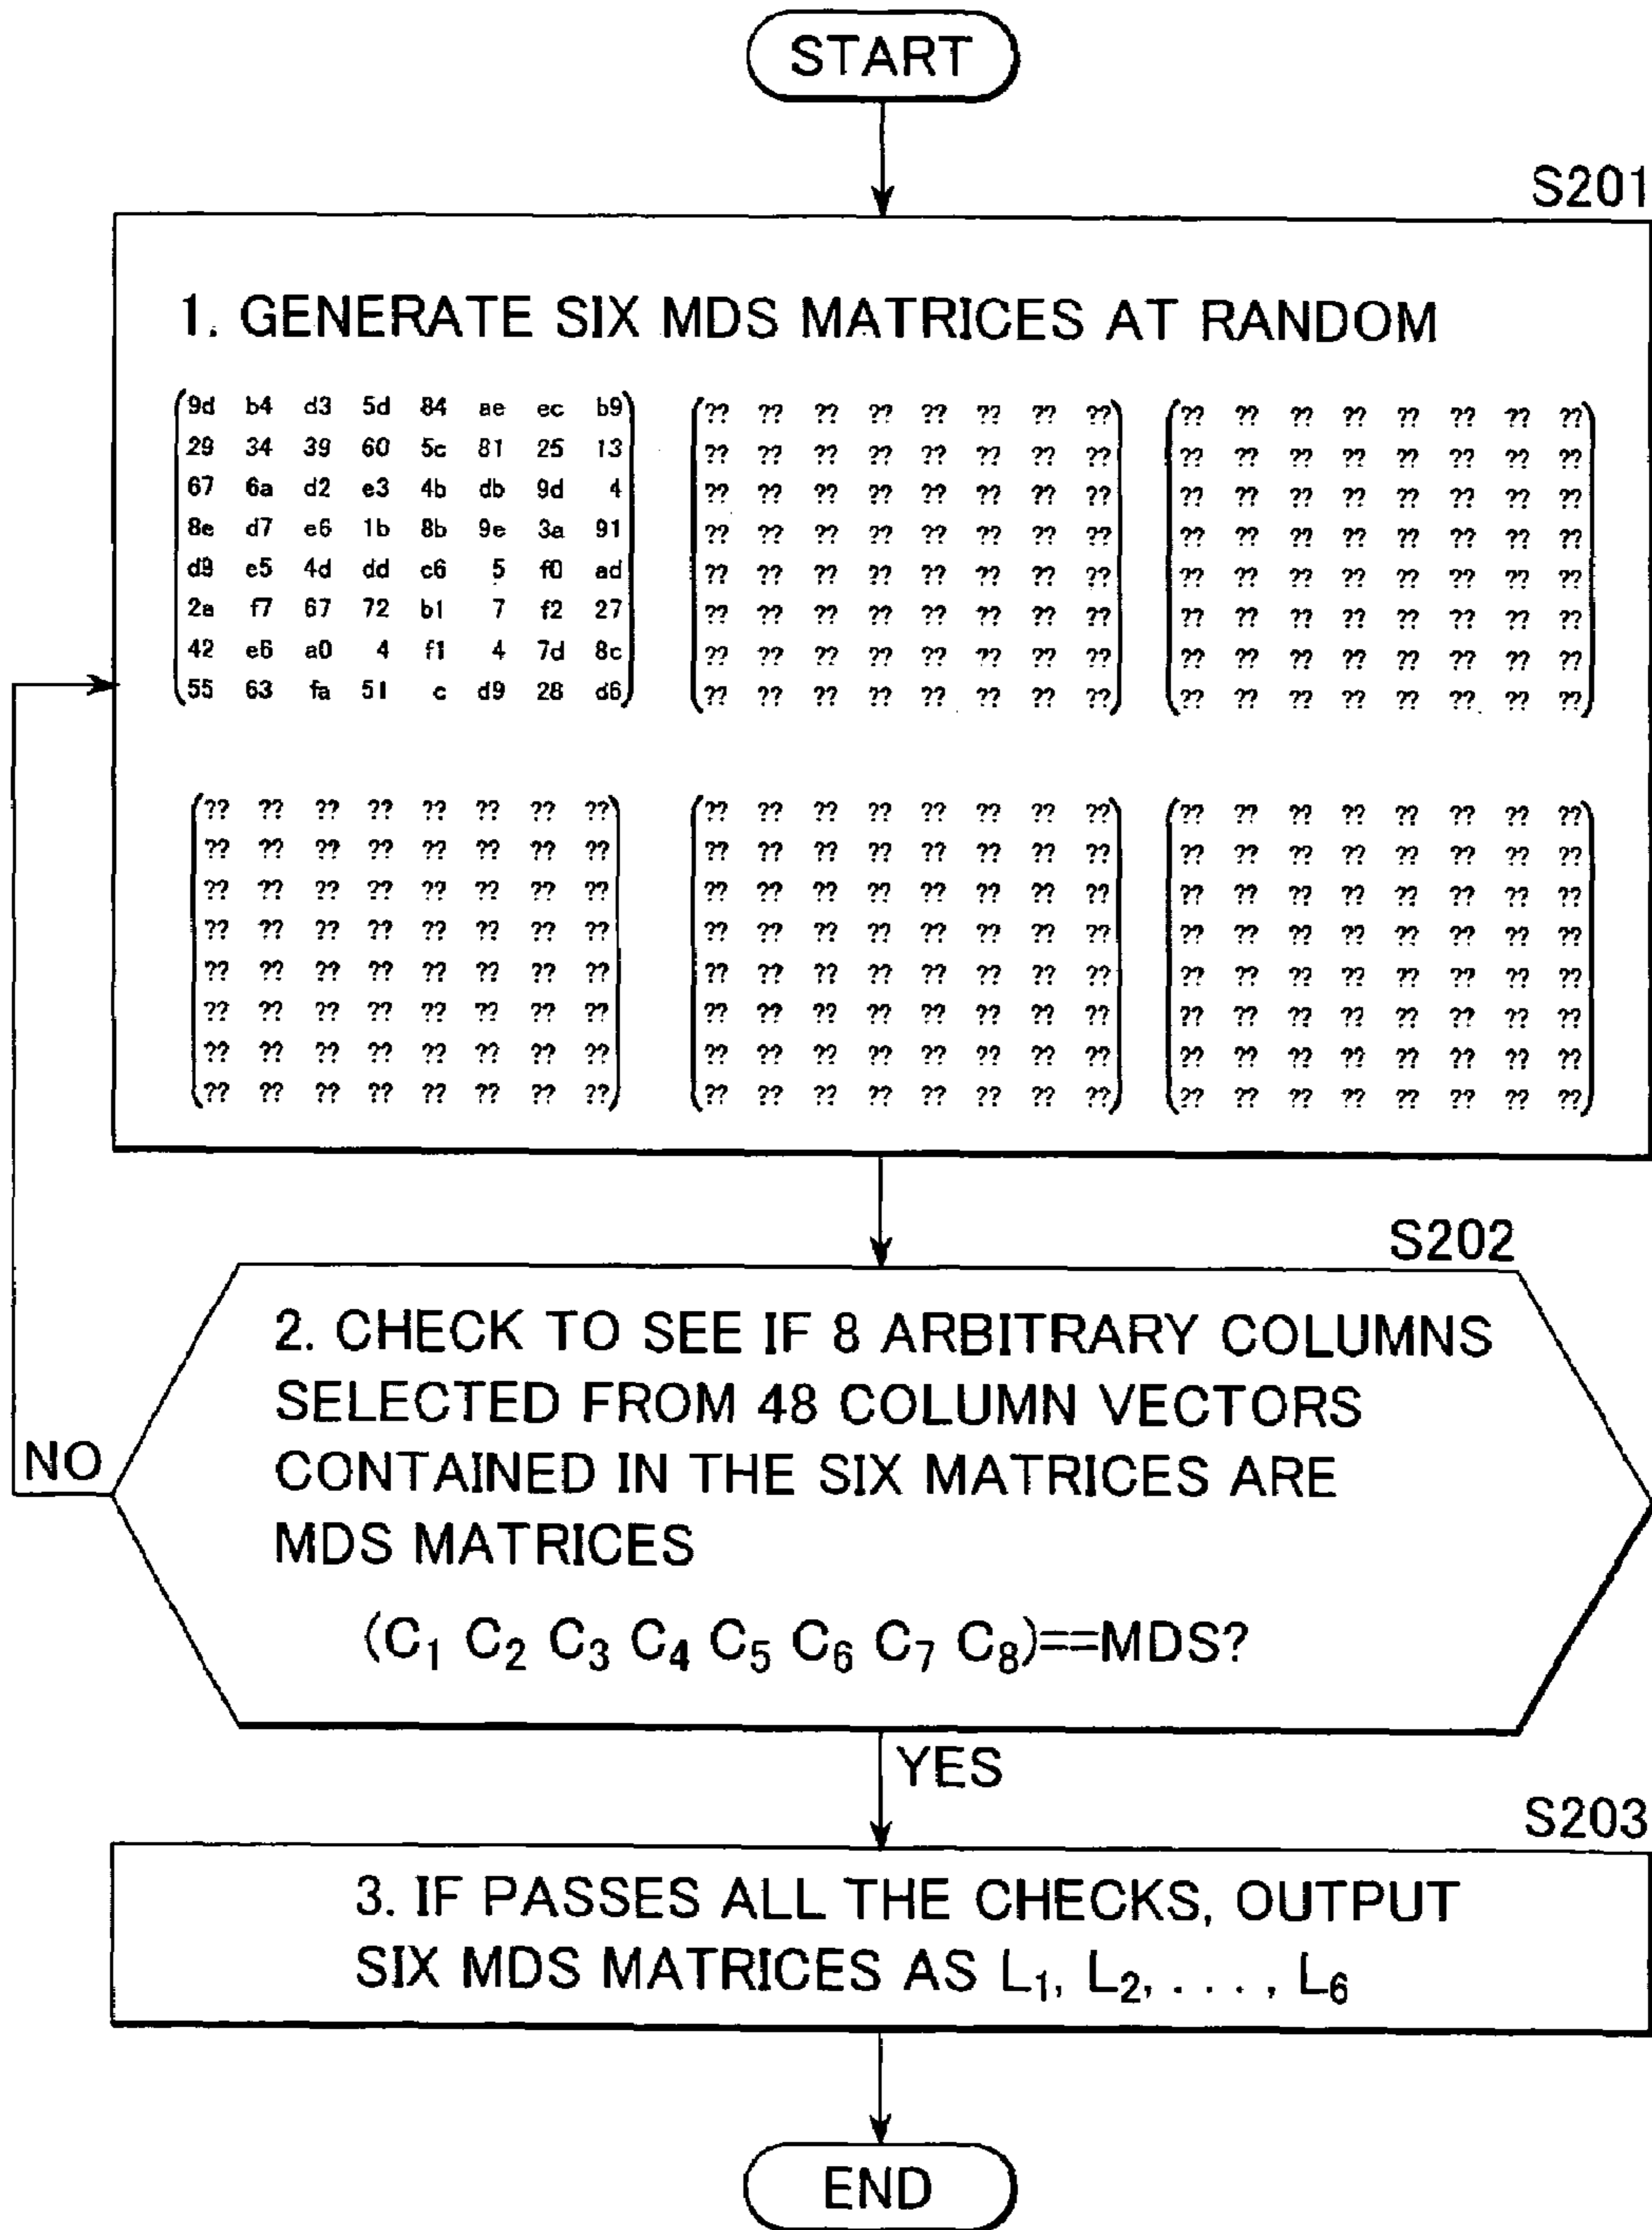 START
S201
1. GENERATE SIX MDS MATRICES AT RANDOM
9d b4 d3 5d 84 ae ec b9 ?? ?? ?? ?? ?? ?? ?? ?? ?? ?? ?? ?? ?? ?? ?? ??
29 34 39 60 5c 81 25 13 ?? ?? ?? ?? ?? ?? ?? ?? ?? ?? ?? ?? ?? ?? ?? ??
67 6a d2 e3 4b db 9d 4 ?? ?? ?? ?? ?? ?? ?? ?? ?? ?? ?? ?? ?? ?? ?? ??
8e d7 e6 1b 8b 9e 3a 91 ?? ?? ?? ?? ?? ?? ?? ?? ?? ?? ?? ?? ?? ?? ?? ??
d9 e5 4d dd c6 5 f0 ad ?? ?? ?? ?? ?? ?? ?? ?? ?? ?? ?? ?? ?? ?? ?? ??
2a f7 67 72 b1 7 f2 27 ?? ?? ?? ?? ?? ?? ?? ?? ?? ?? ?? ?? ?? ?? ?? ??
42 e6 a0 4 f1 4 7d 8c ?? ?? ?? ?? ?? ?? ?? ?? ?? ?? ?? ?? ?? ?? ?? ??
55 63 fa 51 c d9 28 d6 ?? ?? ?? ?? ?? ?? ?? ?? ?? ?? ?? ?? ?? ?? ?? ??
?? ?? ?? ?? ?? ?? ?? ?? ?? ?? ?? ?? ?? ?? ?? ?? ?? ?? ?? ?? ?? ?? ?? ??
?? ?? ?? ?? ?? ?? ?? ?? ?? ?? ?? ?? ?? ?? ?? ?? ?? ?? ?? ?? ?? ?? ?? ??
?? ?? ?? ?? ?? ?? ?? ?? ?? ?? ?? ?? ?? ?? ?? ?? ?? ?? ?? ?? ?? ?? ?? ??
?? ?? ?? ?? ?? ?? ?? ?? ?? ?? ?? ?? ?? ?? ?? ?? ?? ?? ?? ?? ?? ?? ?? ??
?? ?? ?? ?? ?? ?? ?? ?? ?? ?? ?? ?? ?? ?? ?? ?? ?? ?? ?? ?? ?? ?? ?? ??
?? ?? ?? ?? ?? ?? ?? ?? ?? ?? ?? ?? ?? ?? ?? ?? ?? ?? ?? ?? ?? ?? ?? ??
?? ?? ?? ?? ?? ?? ?? ?? ?? ?? ?? ?? ?? ?? ?? ?? ?? ?? ?? ?? ?? ?? ?? ??
?? ?? ?? ?? ?? ?? ?? ?? ?? ?? ?? ?? ?? ?? ?? ?? ?? ?? ?? ?? ?? ?? ?? ??
S202
2. CHECK TO SEE IF 8 ARBITRARY COLUMNS
SELECTED FROM 48 COLUMN VECTORS
CONTAINED IN THE SIX MATRICES ARE
MDS MATRICES
(C₁ C₂ C₃ C₄ C₅ C₆ C₇ C₈)==MDS?
NO
YES
S203
3. IF PASSES ALL THE CHECKS, OUTPUT
SIX MDS MATRICES AS L₁, L₂, . . . , L₆
END